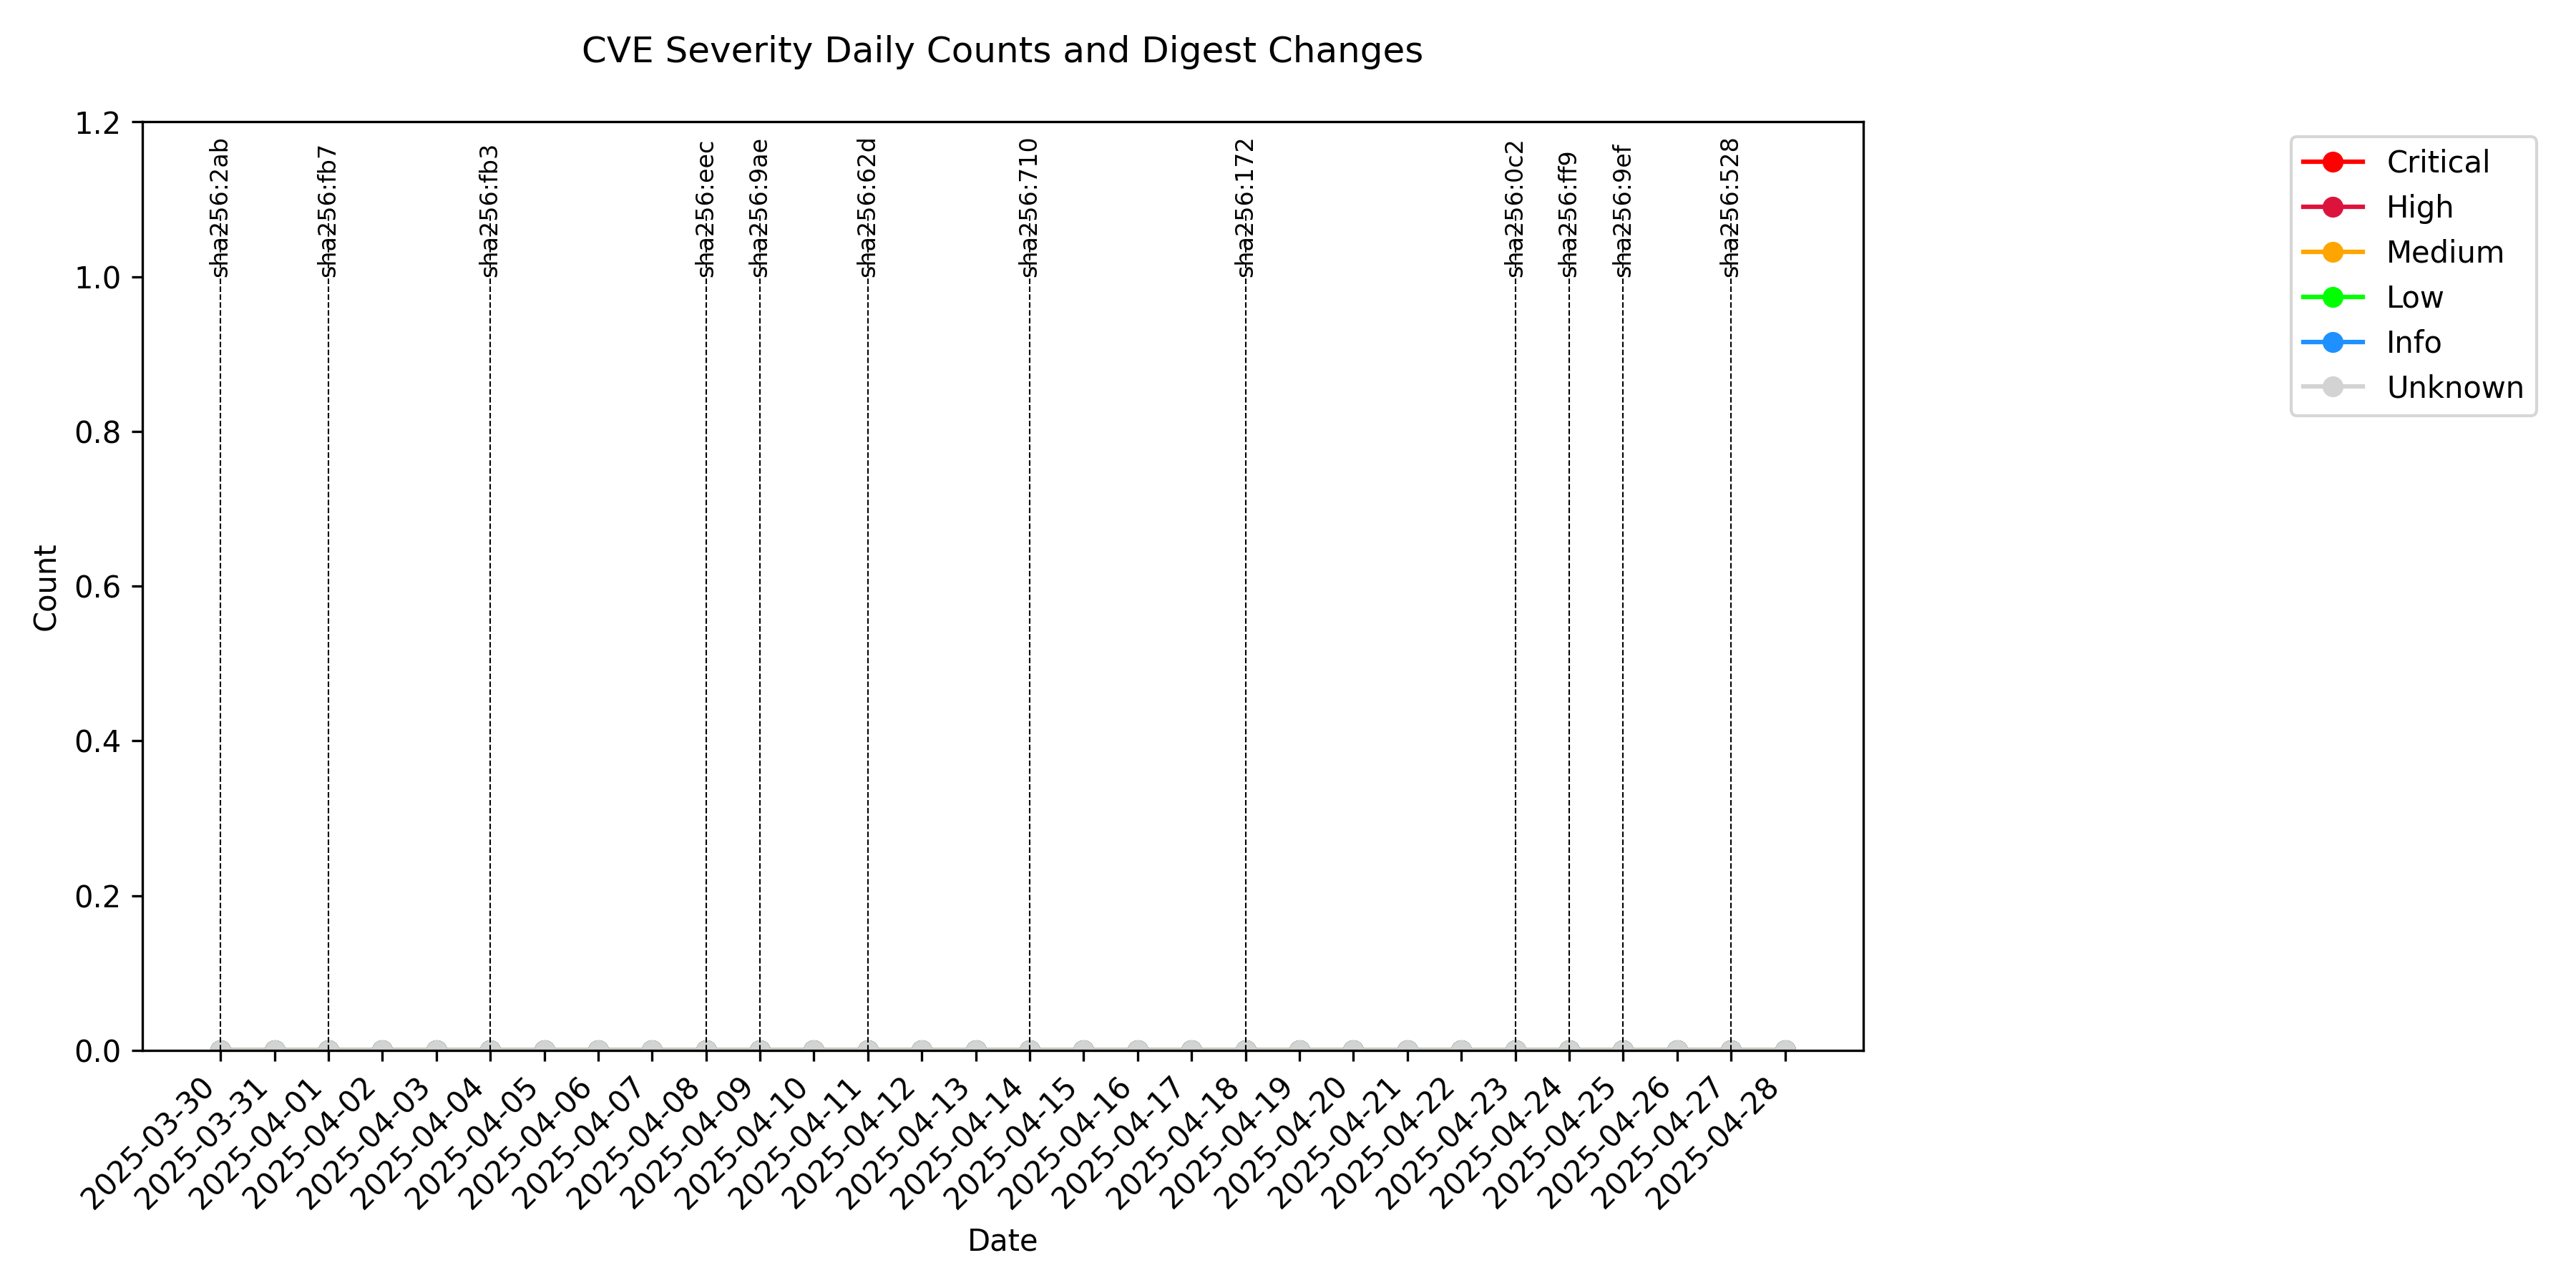 CVE Severity Daily Counts and Digest Changes
1.2
1.0
0.8
0.6
0.4
0.2
0.0
Count
sha256:2ab
sha256:fb7
sha256:fb3
sha256:eec
sha256:9ae
sha256:62d
sha256:710
sha256:172
sha256:0c2
sha256:ff9
sha256:9ef
sha256:528
2025-03-30
2025-03-31
2025-04-01
2025-04-02
2025-04-03
2025-04-04
2025-04-05
2025-04-06
2025-04-07
2025-04-08
2025-04-09
2025-04-10
2025-04-11
2025-04-12
2025-04-13
2025-04-14
2025-04-15
2025-04-16
2025-04-17
2025-04-18
2025-04-19
2025-04-20
2025-04-21
2025-04-22
2025-04-23
2025-04-24
2025-04-25
2025-04-26
2025-04-27
2025-04-28
Date
Critical
High
Medium
Low
Info
Unknown